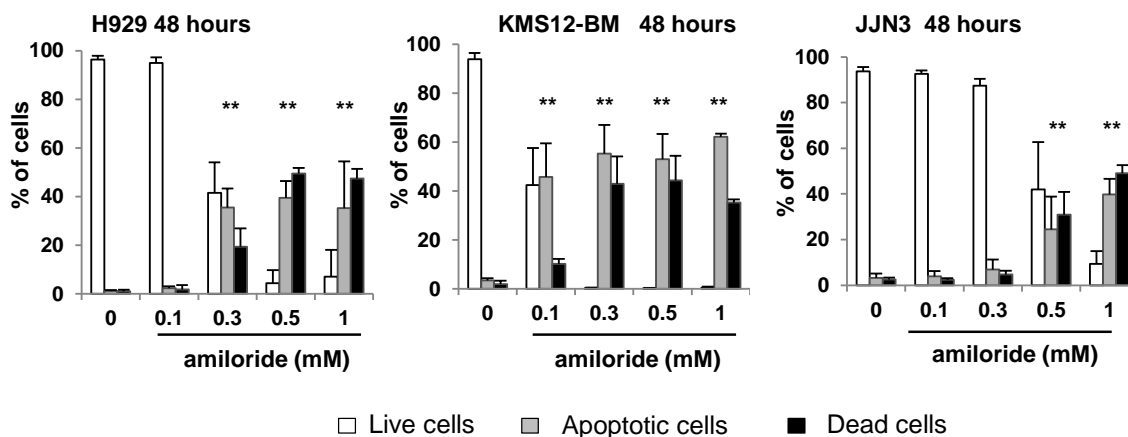 H929 48 hours
% of cells
100
80
60
40
20
0
** ** **
0 0.1 0.3 0.5 1
amiloride (mM)
KMS12-BM 48 hours
% of cells
100
80
60
40
20
0
** ** ** **
0 0.1 0.3 0.5 1
amiloride (mM)
JJN3 48 hours
% of cells
100
80
60
40
20
0
** **
0 0.1 0.3 0.5 1
amiloride (mM)
Live cells Apoptotic cells Dead cells